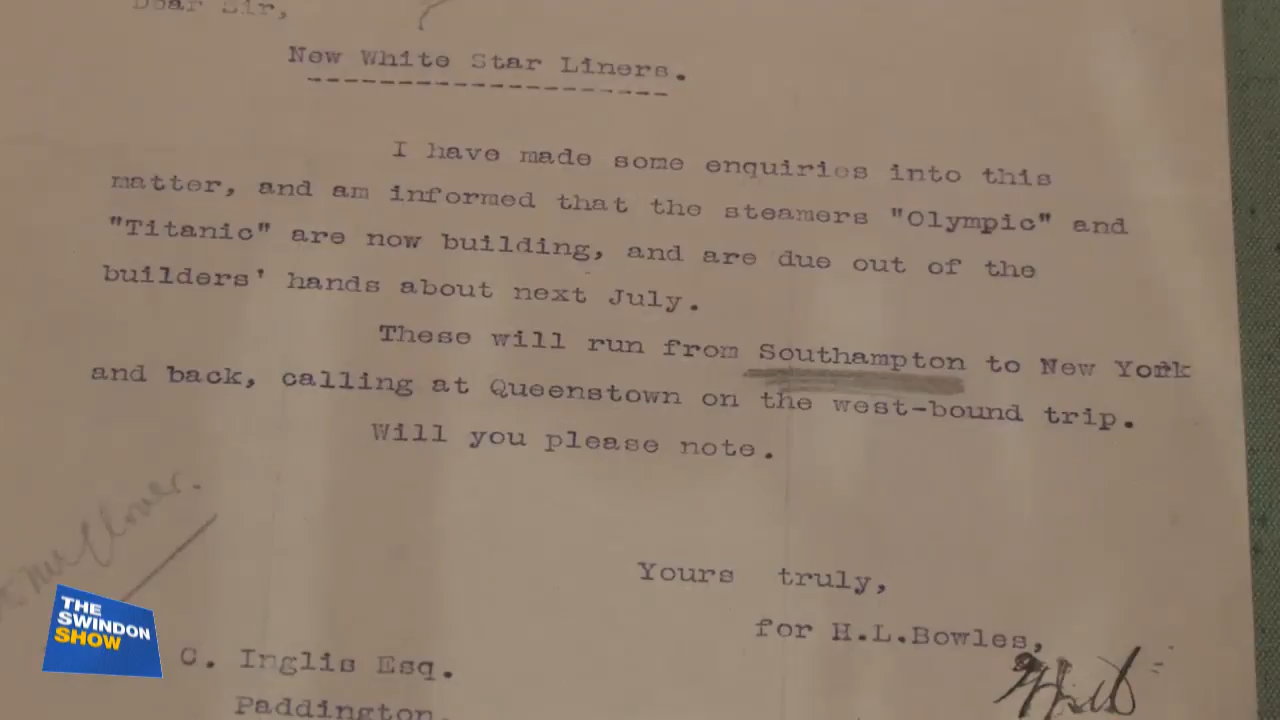 Dear Sir,
New White Star Liners.
I have made some enquiries into this
matter, and am informed that the steamers "Olympic" and
"Titanic" are now building, and are due out of the
builders' hands about next July.
These will run from Southampton to New York
and back, calling at Queenstown on the west-bound trip.
Will you please note.
Yours truly,
for H.L.Bowles,
C. Inglis Esq.
Paddington.
THE
SWINDON
SHOW